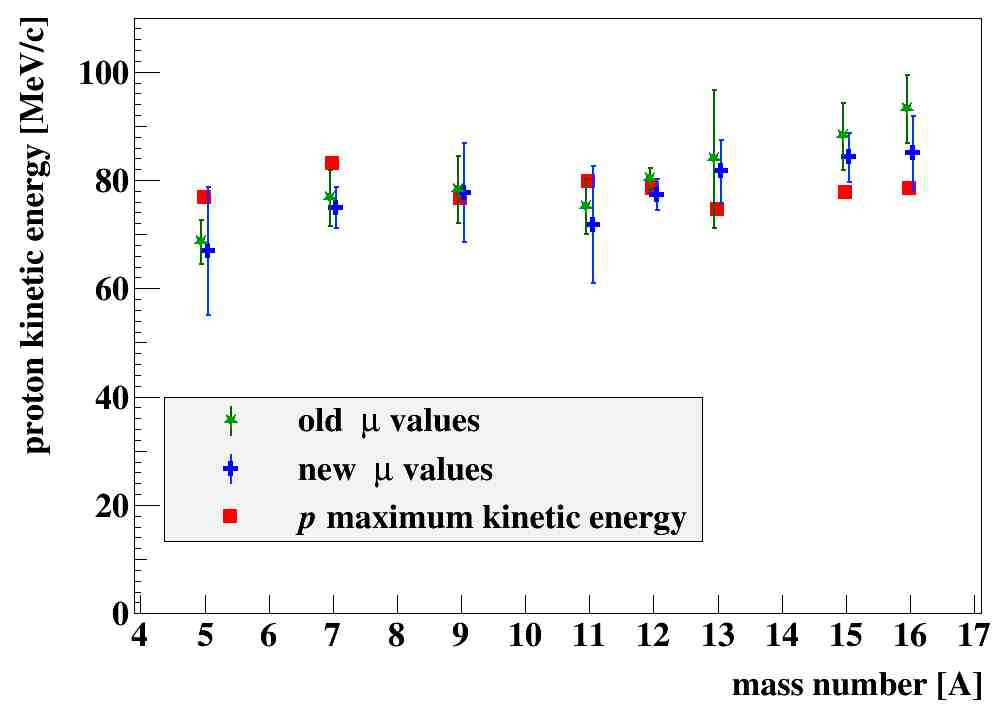 proton kinetic energy [MeV/c]
100
80
60
40
20
0
old μ values
new μ values
p maximum kinetic energy
4 5 6 7 8 9 10 11 12 13 14 15 16 17
mass number [A]